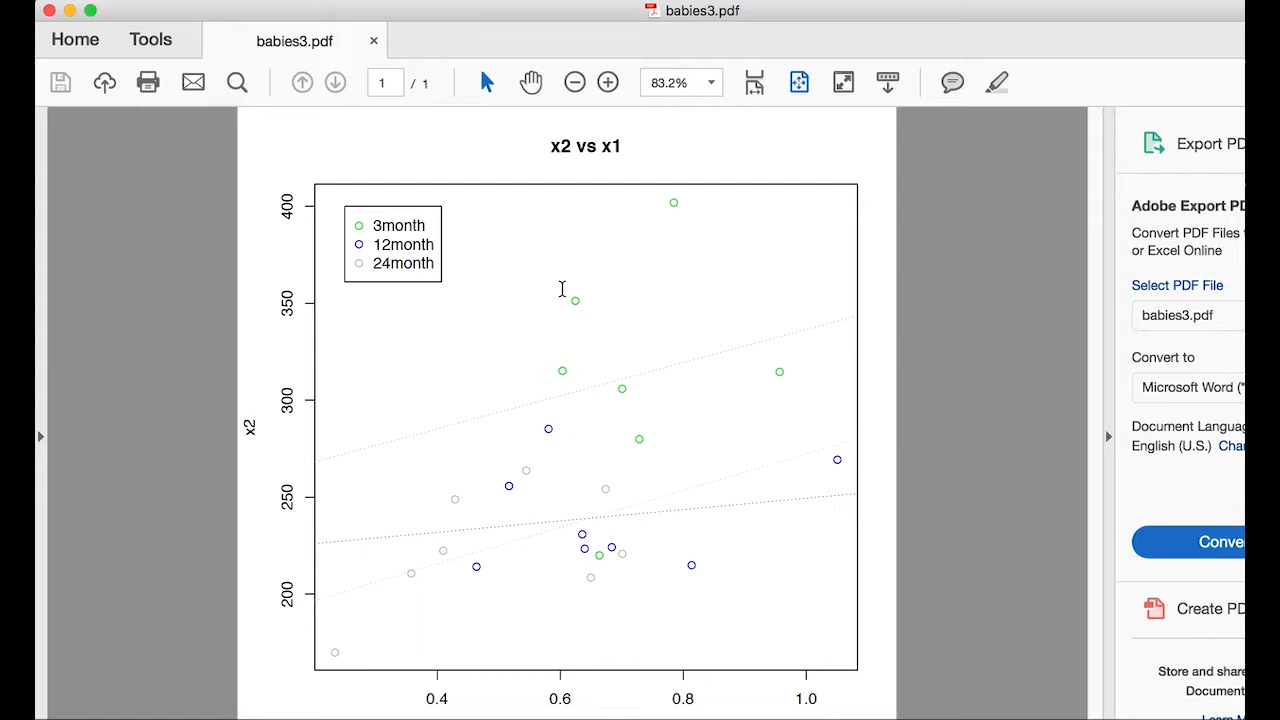 babies3.pdf
Home Tools babies3.pdf ×
1 / 1 83.2%
x2 vs x1
3month
12month
24month
400
350
300
250
200
x2
0.4 0.6 0.8 1.0
Export PD
Adobe Export PD
Convert PDF Files
or Excel Online
Select PDF File
babies3.pdf
Convert to
Microsoft Word (*
Document Languag
English (U.S.) Chan
Conve
Create PD
Store and share
Document